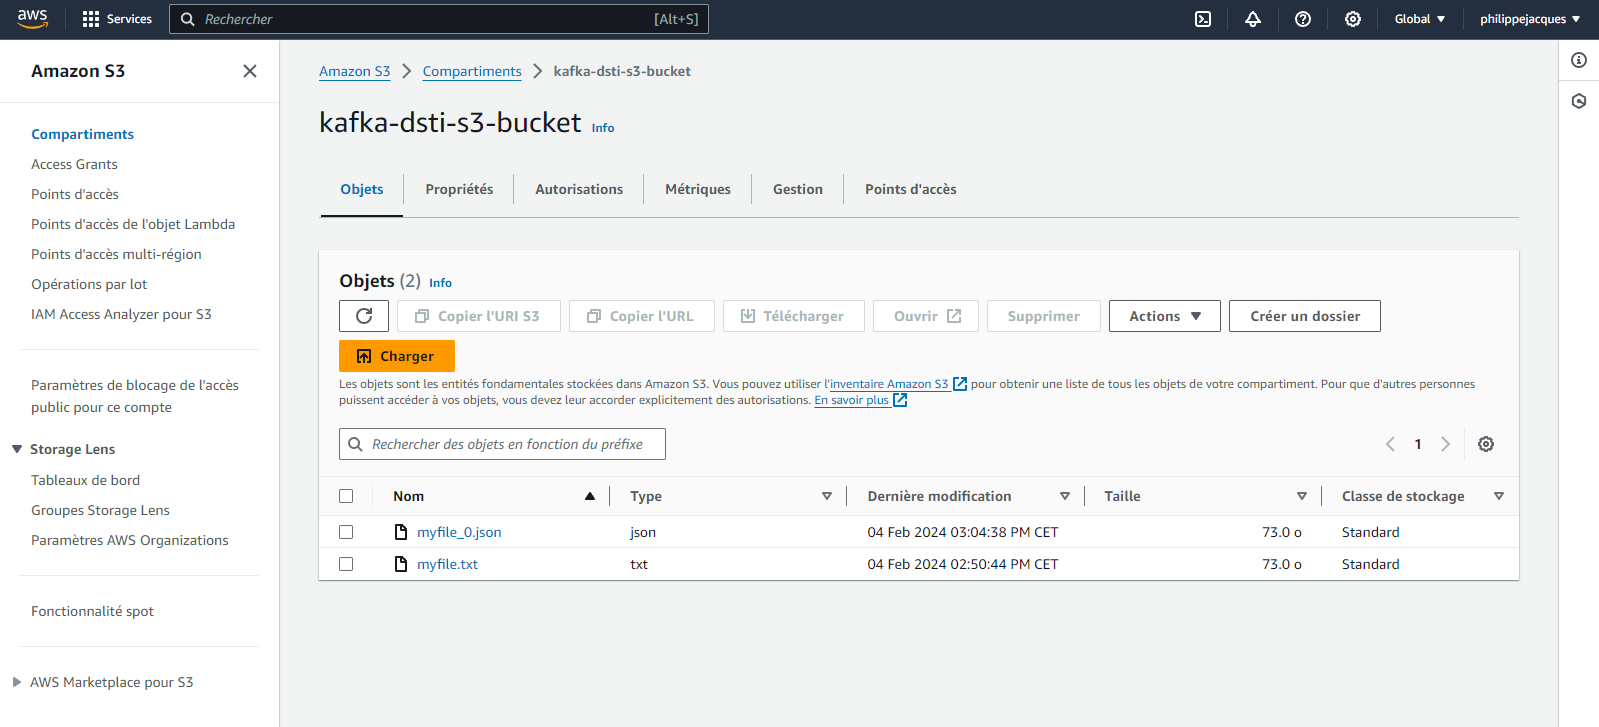 aws Services Rechercher [Alt+S] Global philippejacques
Amazon S3
Compartiments
Access Grants
Points d'accès
Points d'accès de l'objet Lambda
Points d'accès multi-région
Opérations par lot
IAM Access Analyzer pour S3
Paramètres de blocage de l'accès
public pour ce compte
Storage Lens
Tableaux de bord
Groupes Storage Lens
Paramètres AWS Organizations
Fonctionnalité spot
AWS Marketplace pour S3
Amazon S3 Compartiments kafka-dsti-s3-bucket
kafka-dsti-s3-bucket Info
Objets Propriétés Autorisations Métriques Gestion Points d'accès
Objets (2) Info
Copier l'URI S3 Copier l'URL Télécharger Ouvrir Supprimer Actions Créer un dossier
Charger
Les objets sont les entités fondamentales stockées dans Amazon S3. Vous pouvez utiliser l'inventaire Amazon S3 pour obtenir une liste de tous les objets de votre compartiment. Pour que d'autres personnes
puissent accéder à vos objets, vous devez leur accorder explicitement des autorisations. En savoir plus
Rechercher des objets en fonction du préfixe 1
Nom Type Dernière modification Taille Classe de stockage
myfile_0.json json 04 Feb 2024 03:04:38 PM CET 73.0 o Standard
myfile.txt txt 04 Feb 2024 02:50:44 PM CET 73.0 o Standard